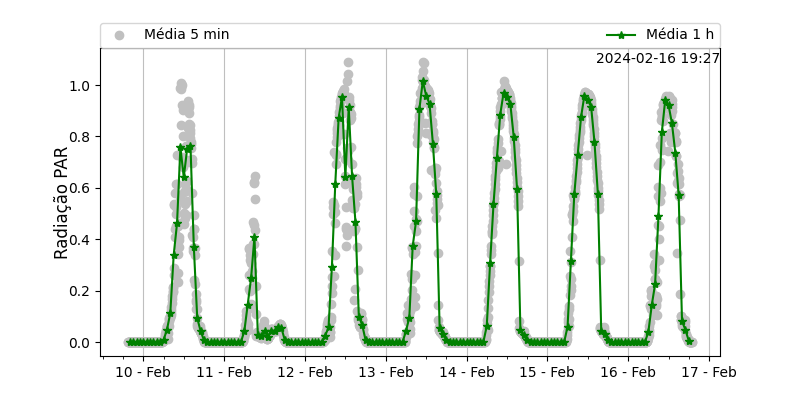 Média 5 min
Média 1 h
2024-02-16 19:27
Radiação PAR
1.0
0.8
0.6
0.4
0.2
0.0
10 - Feb
11 - Feb
12 - Feb
13 - Feb
14 - Feb
15 - Feb
16 - Feb
17 - Feb